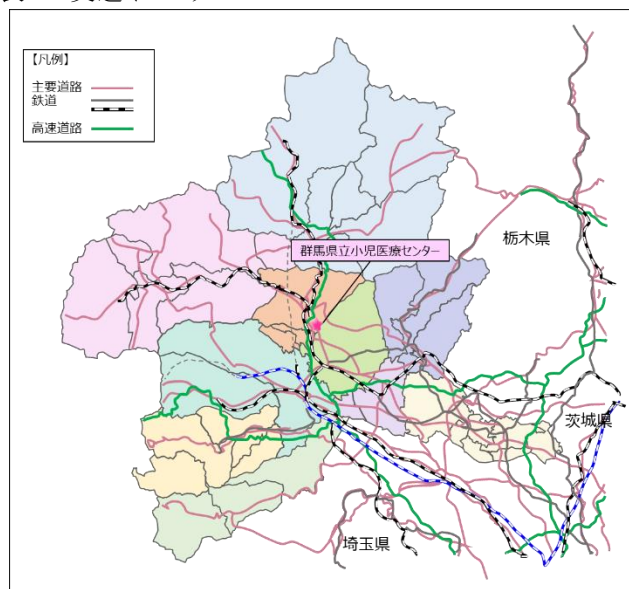 【凡例】
主要道路
鉄道
高速道路
栃木県
群馬県立小児医療センター
茨城県
埼玉県